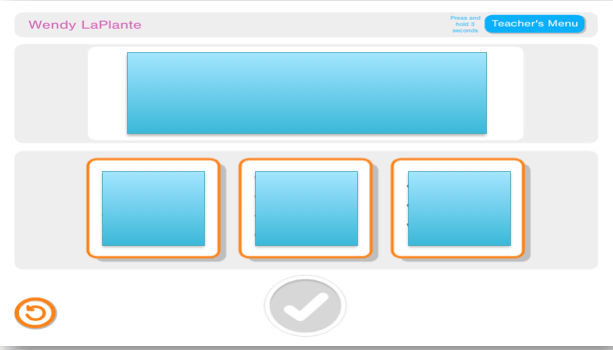 Wendy LaPlante
Press and
hold 3
seconds
Teacher's Menu